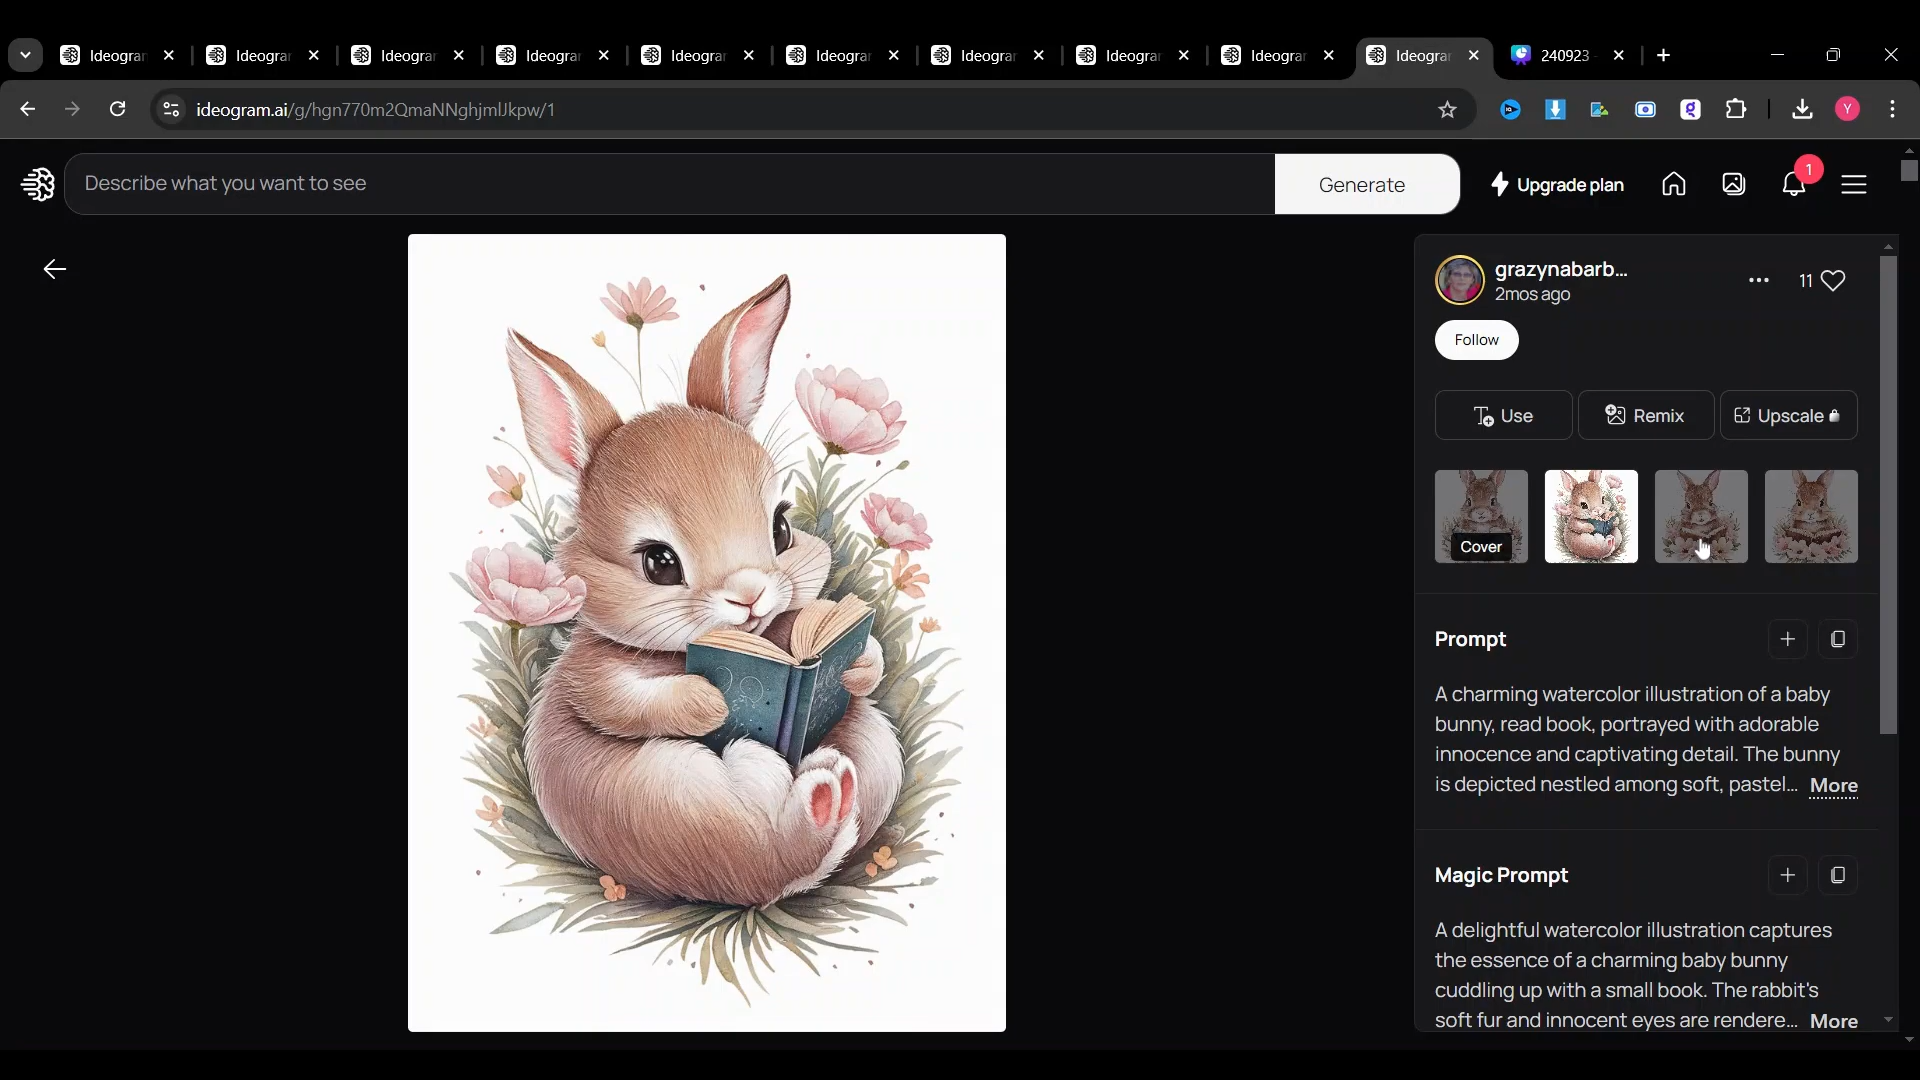 Ideogra
Ideogra
Ideogra
Ideogra
Ideogra
Ideogra
Ideogra
Ideogra
Ideogra
Ideogra
240923
ideogram.ai/g/hgn770m2QmaNNghjmlJkpw/1
Y
Describe what you want to see
Generate
Upgrade plan
1
grazynabarb...
2mos ago
11
Follow
Use
Remix
Upscale
Cover
Prompt
A charming watercolor illustration of a baby
bunny, read book, portrayed with adorable
innocence and captivating detail. The bunny
is depicted nestled among soft, pastel... More
Magic Prompt
A delightful watercolor illustration captures
the essence of a charming baby bunny
cuddling up with a small book. The rabbit's
soft fur and innocent eyes are rendere... More